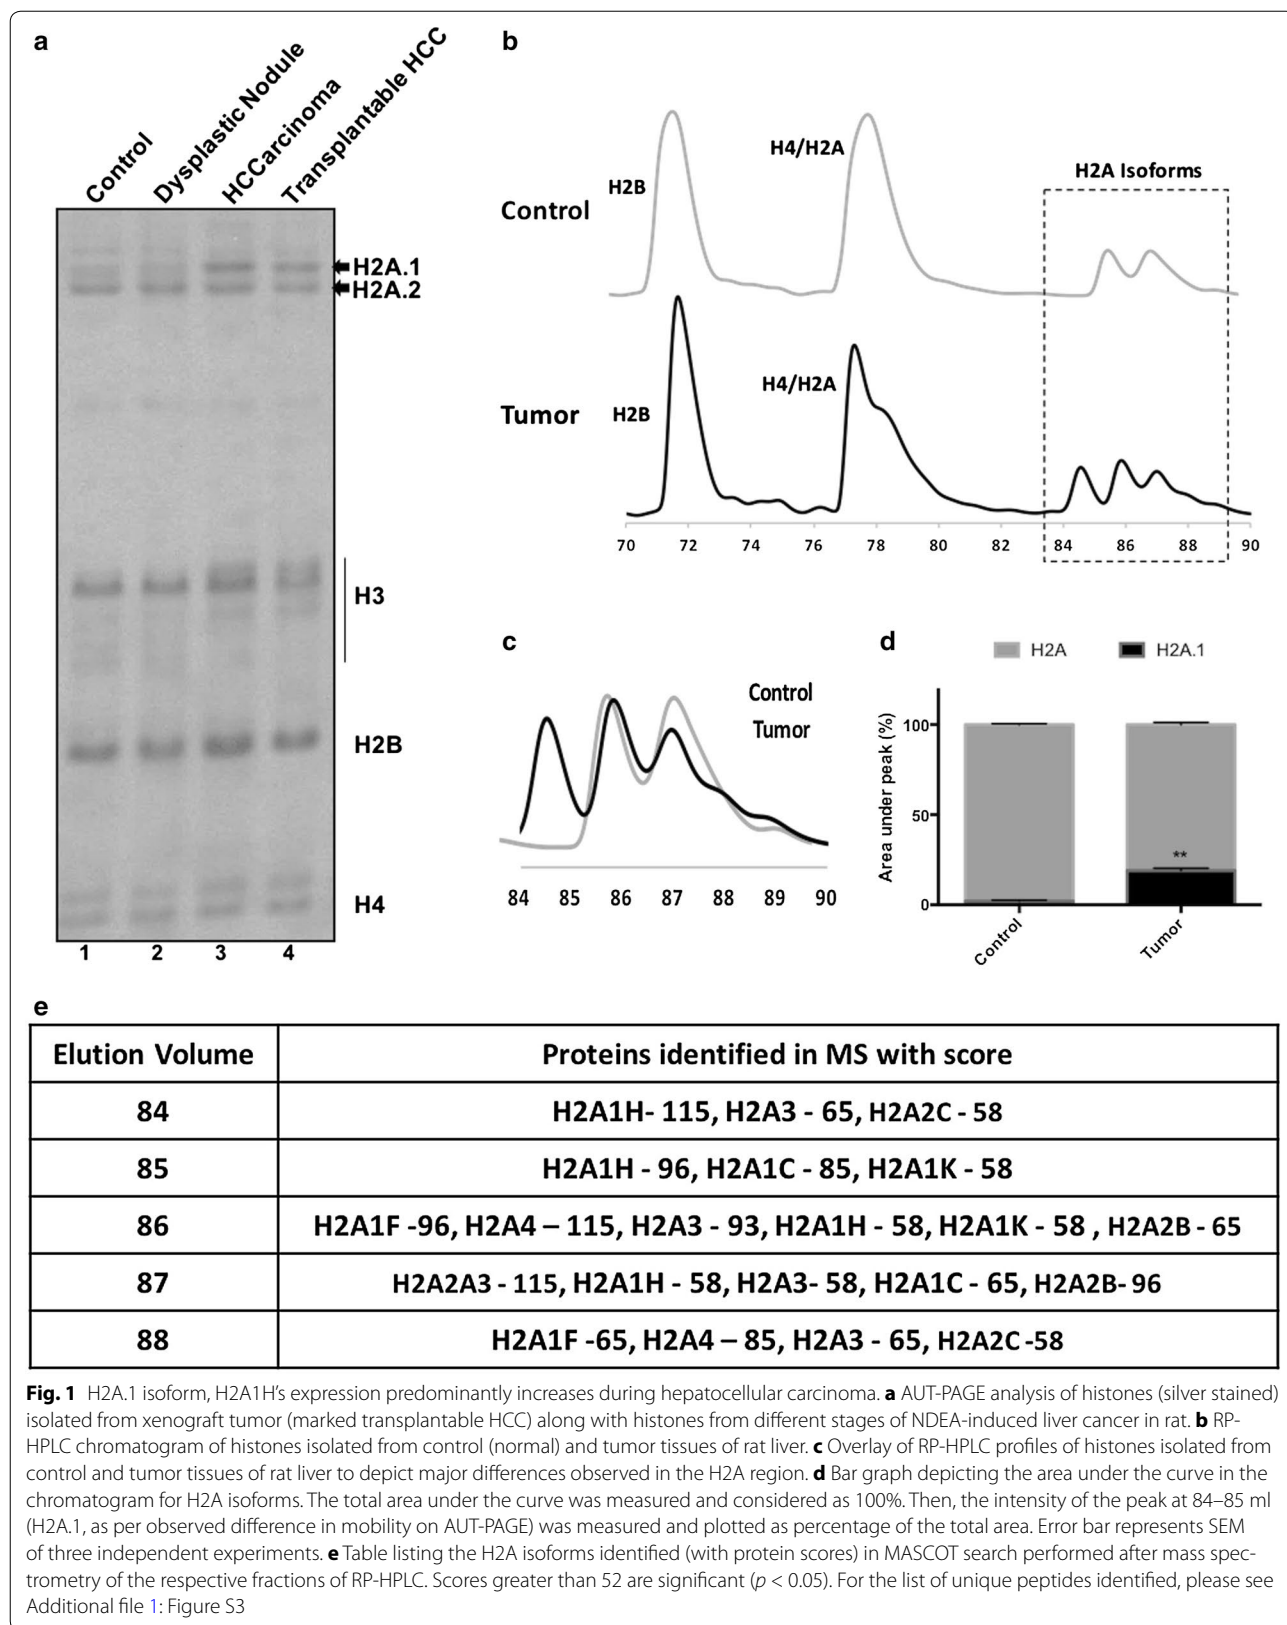 a
Control
Dysplastic Nodule
HCCarcinoma
Transplantable HCC
H2A.1
H2A.2
H3
H2B
H4
1 2 3 4
b
H2B
H4/H2A
H2A Isoforms
Control
H4/H2A
Tumor
H2B
70 72 74 76 78 80 82 84 86 88 90
c
Control
Tumor
84 85 86 87 88 89 90
d
H2A H2A.1
Area under peak (%)
100
50
0
**
Control
Tumor
e
Elution Volume Proteins identified in MS with score
84 H2A1H- 115, H2A3 - 65, H2A2C - 58
85 H2A1H - 96, H2A1C - 85, H2A1K - 58
86 H2A1F -96, H2A4 – 115, H2A3 - 93, H2A1H - 58, H2A1K - 58 , H2A2B - 65
87 H2A2A3 - 115, H2A1H - 58, H2A3- 58, H2A1C - 65, H2A2B- 96
88 H2A1F -65, H2A4 – 85, H2A3 - 65, H2A2C -58
Fig. 1 H2A.1 isoform, H2A1H's expression predominantly increases during hepatocellular carcinoma. a AUT-PAGE analysis of histones (silver stained)
isolated from xenograft tumor (marked transplantable HCC) along with histones from different stages of NDEA-induced liver cancer in rat. b RP-
HPLC chromatogram of histones isolated from control (normal) and tumor tissues of rat liver. c Overlay of RP-HPLC profiles of histones isolated from
control and tumor tissues of rat liver to depict major differences observed in the H2A region. d Bar graph depicting the area under the curve in the
chromatogram for H2A isoforms. The total area under the curve was measured and considered as 100%. Then, the intensity of the peak at 84–85 ml
(H2A.1, as per observed difference in mobility on AUT-PAGE) was measured and plotted as percentage of the total area. Error bar represents SEM
of three independent experiments. e Table listing the H2A isoforms identified (with protein scores) in MASCOT search performed after mass spec-
trometry of the respective fractions of RP-HPLC. Scores greater than 52 are significant (p < 0.05). For the list of unique peptides identified, please see
Additional file 1: Figure S3